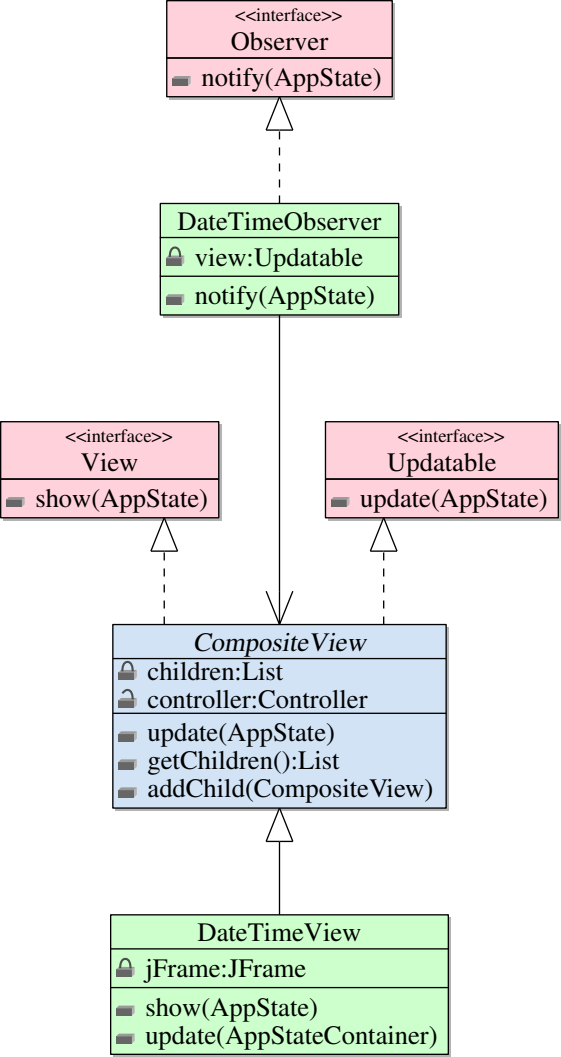 <<interface>>
Observer
notify(AppState)
DateTimeObserver
view:Updatable
notify(AppState)
<<interface>>
View
show(AppState)
<<interface>>
Updatable
update(AppState)
CompositeView
children:List
controller:Controller
update(AppState)
getChildren():List
addChild(CompositeView)
DateTimeView
jFrame:JFrame
show(AppState)
update(AppStateContainer)